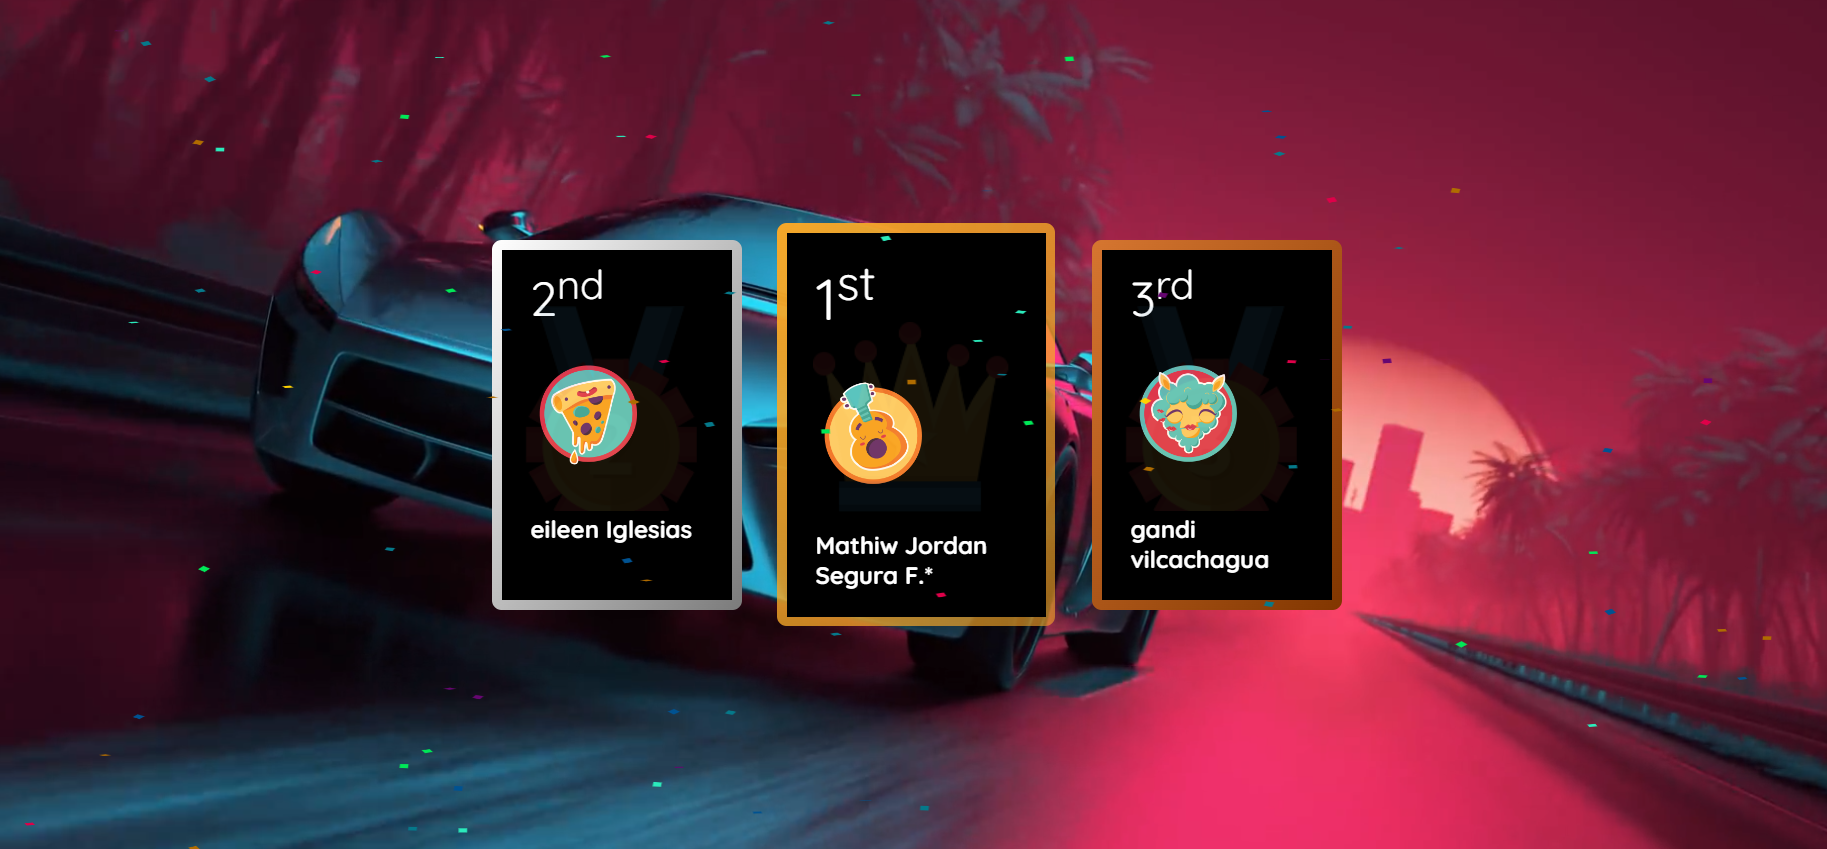 2nd
eileen Iglesias
1st
Mathiw Jordan
Segura F.*
3rd
gandi
vilcachagua